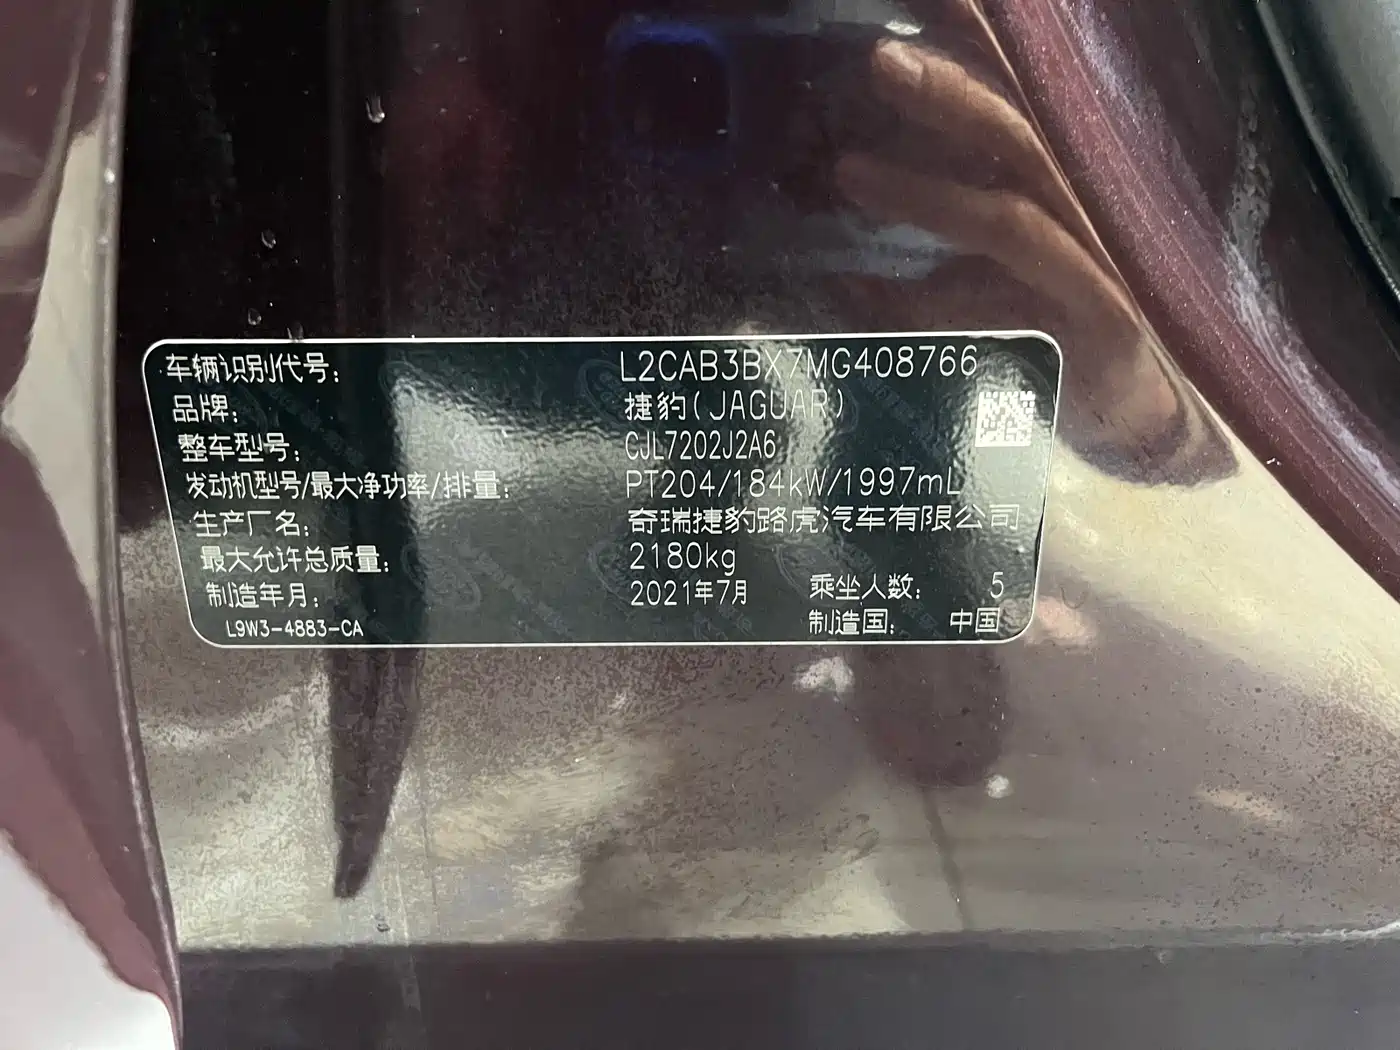 车辆识别代号: L2CAB3BX7MG408766
品牌: 捷豹(JAGUAR)
整车型号: CJL7202J2A6
发动机型号/最大净功率/排量: PT204/184kW/1997mL
生产厂名: 奇瑞捷豹路虎汽车有限公司
最大允许总质量: 2180kg
制造年月: 2021年7月 乘坐人数: 5
L9W3-4883-CA 制造国: 中国